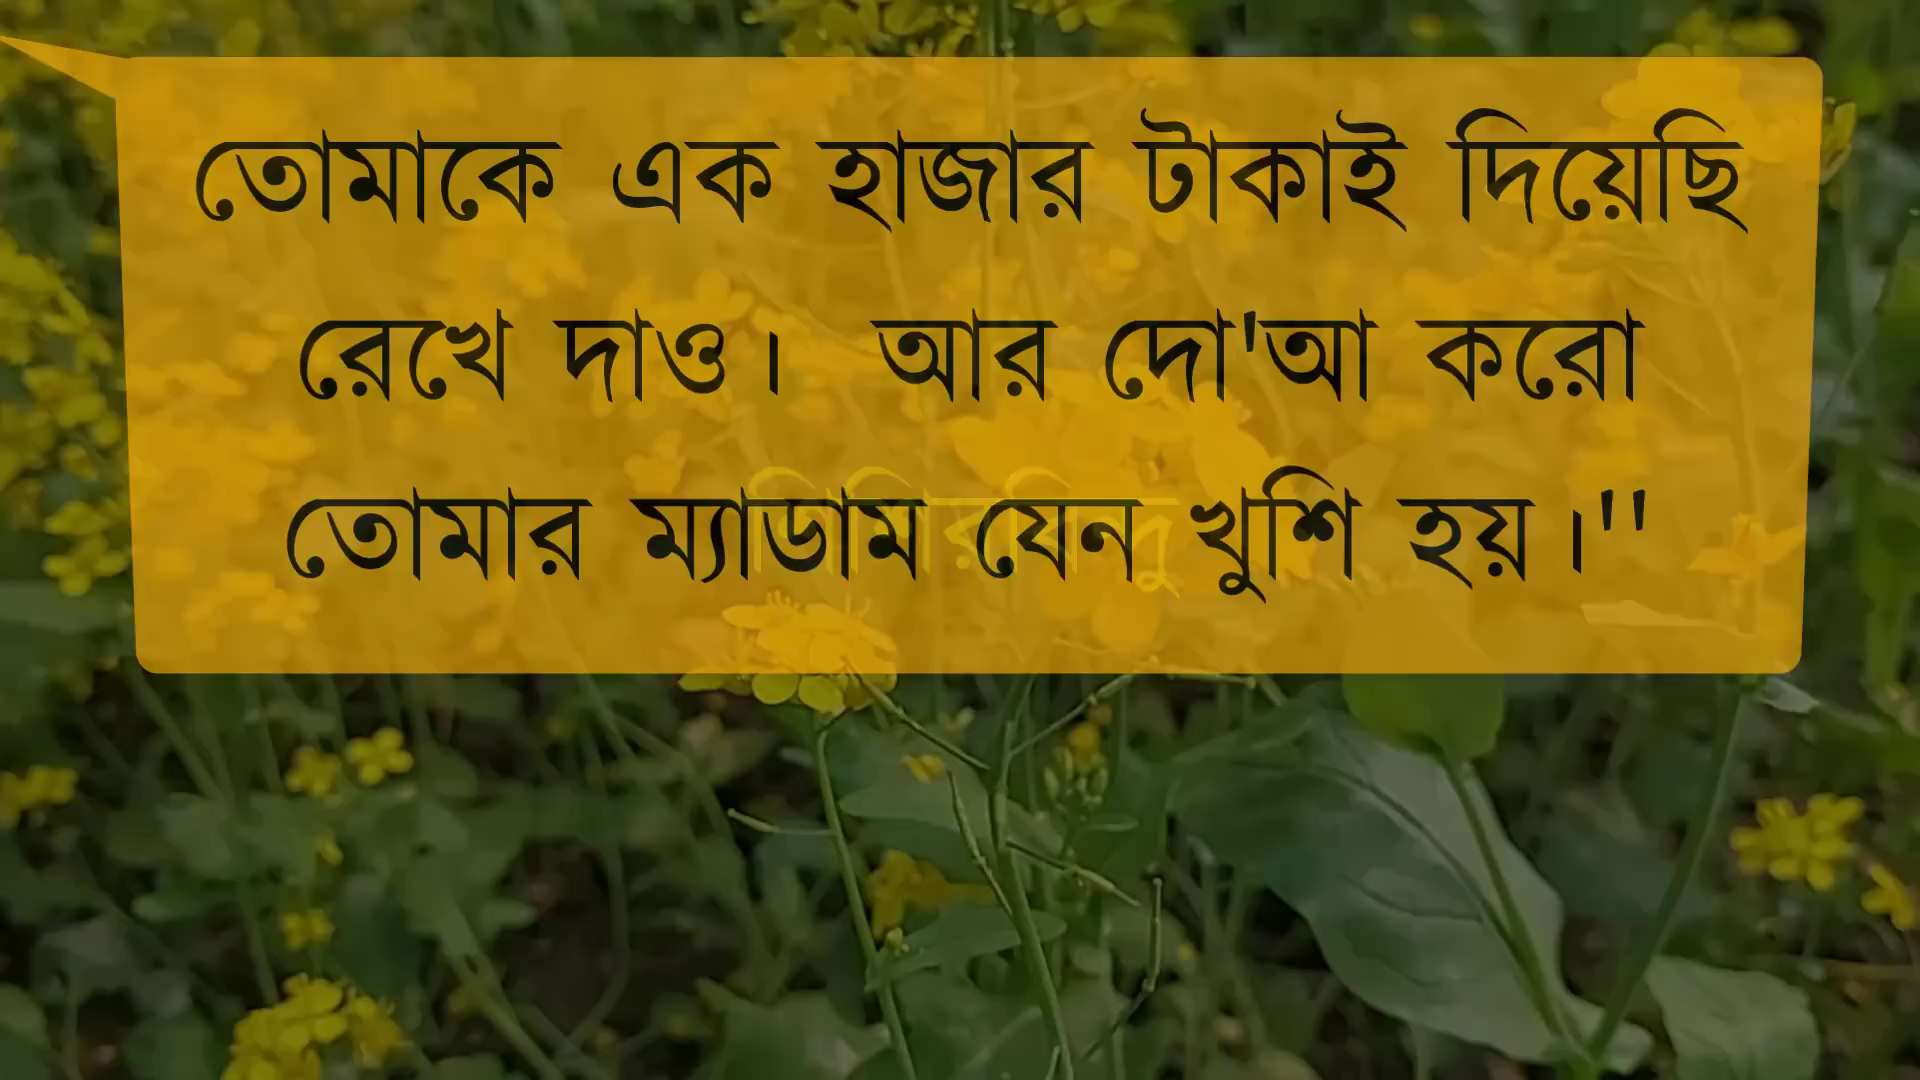 তোমাকে এক হাজার টাকাই দিয়েছি
রেখে দাও। আর দো'আ করো
তোমার ম্যাডাম যেন খুশি হয়।''